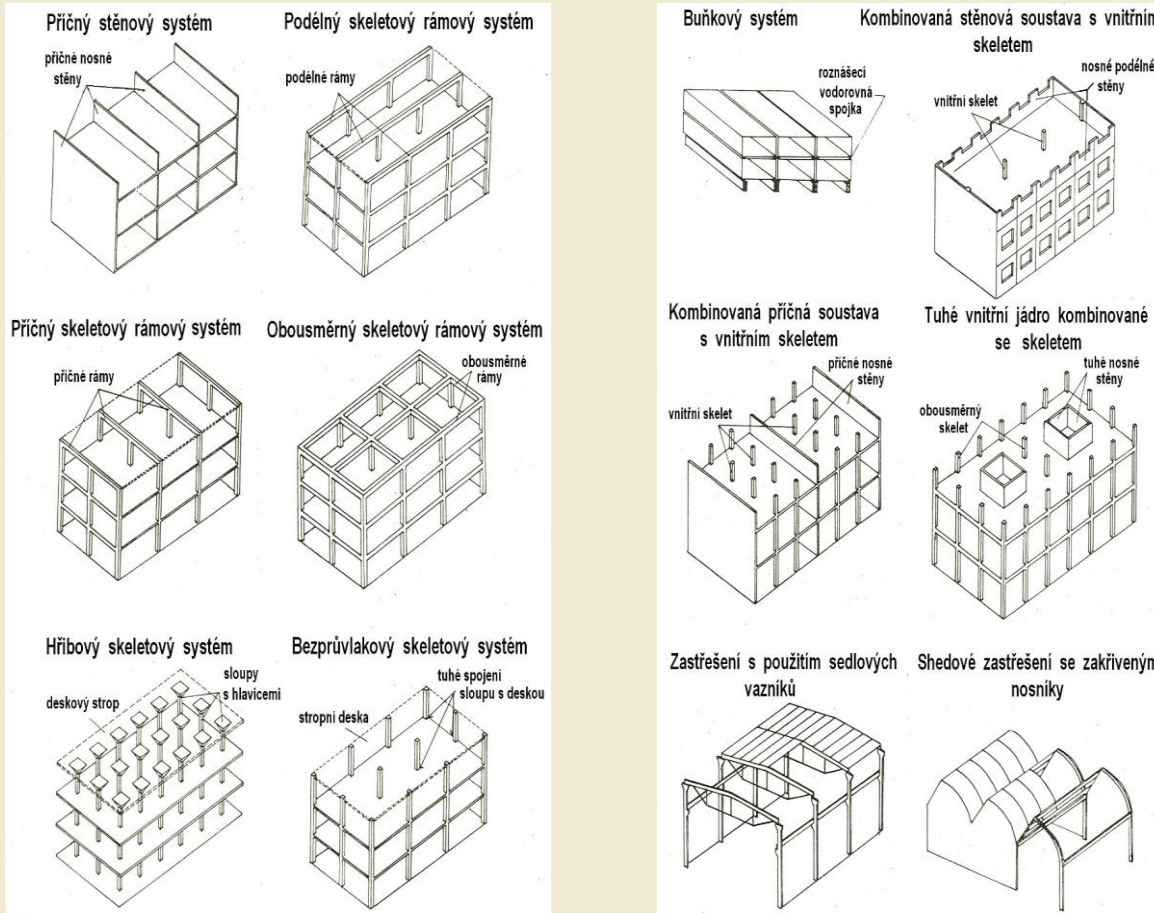 Příčný stěnový systém
příčné nosné
stěny
Podélný skeletový rámový systém
podélné rámy
Příčný skeletový rámový systém
příčné rámy
Obousměrný skeletový rámový systém
obousměrné
rámy
Hřibový skeletový systém
deskový strop
sloupy
s hlavicemi
Bezprůvlakový skeletový systém
stropní deska
tuhé spojení
sloupu s deskou
Buňkový systém
roznášecí
vodorovná
spojka
Kombinovaná stěnová soustava s vnitřním
skeletem
vnitřní skelet
nosné podélné
stěny
Kombinovaná příčná soustava
s vnitřním skeletem
příčné nosné
stěny
vnitřní skelet
Tuhé vnitřní jádro kombinované
se skeletem
tuhé nosné
stěny
obousměrný
skelet
Zastřešení s použitím sedlových
vazníků
Shedové zastřešení se zakřiveným
nosníky